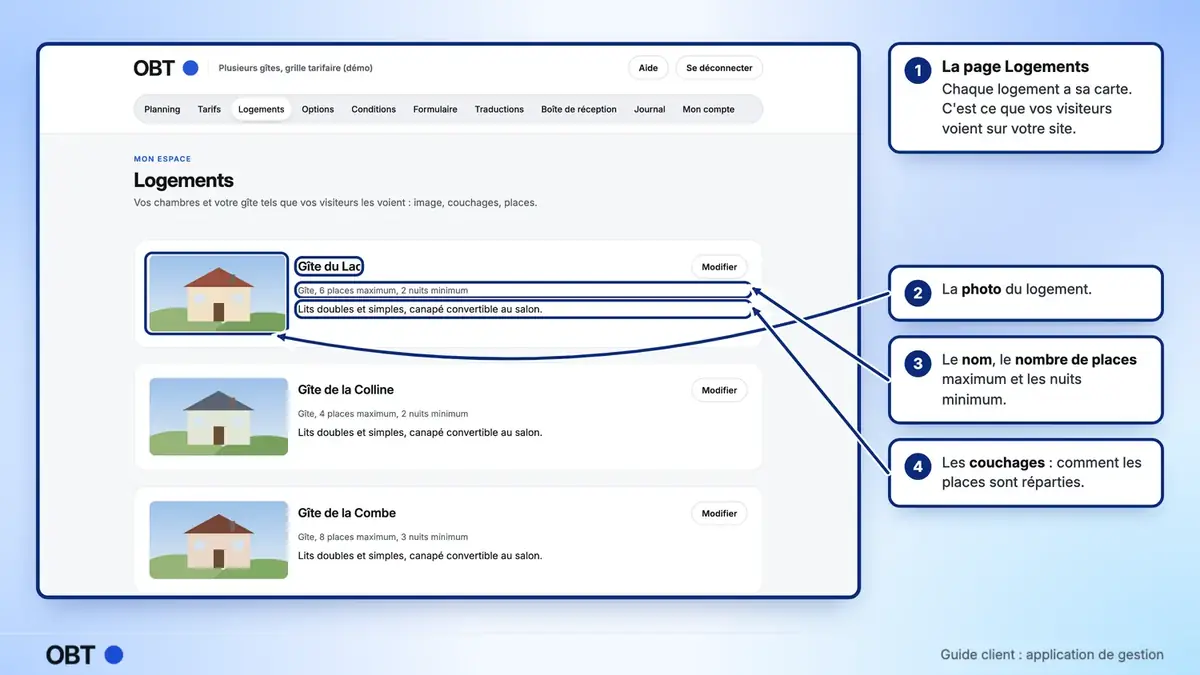 OBT
Plusieurs gîtes, grille tarifaire (démo)
Aide
Se déconnecter
Planning
Tarifs
Logements
Options
Conditions
Formulaire
Traductions
Boîte de réception
Journal
Mon compte
MON ESPACE
Logements
Vos chambres et votre gîte tels que vos visiteurs les voient : image, couchages, places.
Gîte du Lac
Modifier
Gîte, 6 places maximum, 2 nuits minimum
Lits doubles et simples, canapé convertible au salon.
Gîte de la Colline
Modifier
Gîte, 4 places maximum, 2 nuits minimum
Lits doubles et simples, canapé convertible au salon.
Gîte de la Combe
Modifier
Gîte, 8 places maximum, 3 nuits minimum
Lits doubles et simples, canapé convertible au salon.
1
La page Logements
Chaque logement a sa carte.
C'est ce que vos visiteurs
voient sur votre site.
2
La photo du logement.
3
Le nom, le nombre de places
maximum et les nuits
minimum.
4
Les couchages : comment les
places sont réparties.
OBT
Guide client : application de gestion